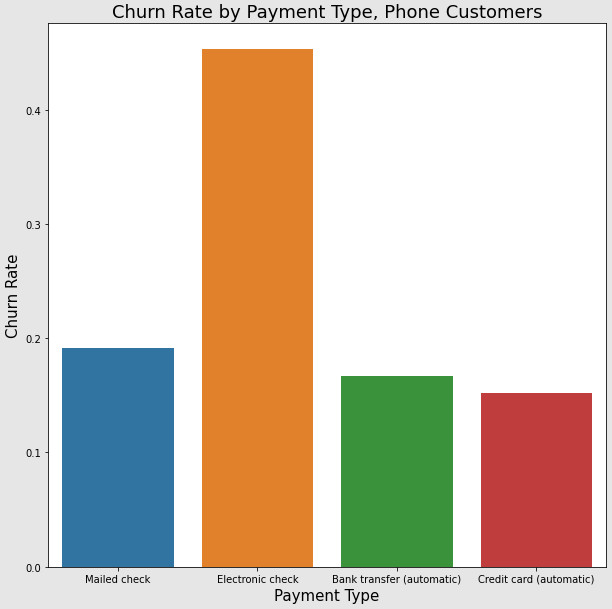 Churn Rate by Payment Type, Phone Customers
Churn Rate
0.4
0.3
0.2
0.1
0.0
Mailed check
Electronic check
Bank transfer (automatic)
Credit card (automatic)
Payment Type